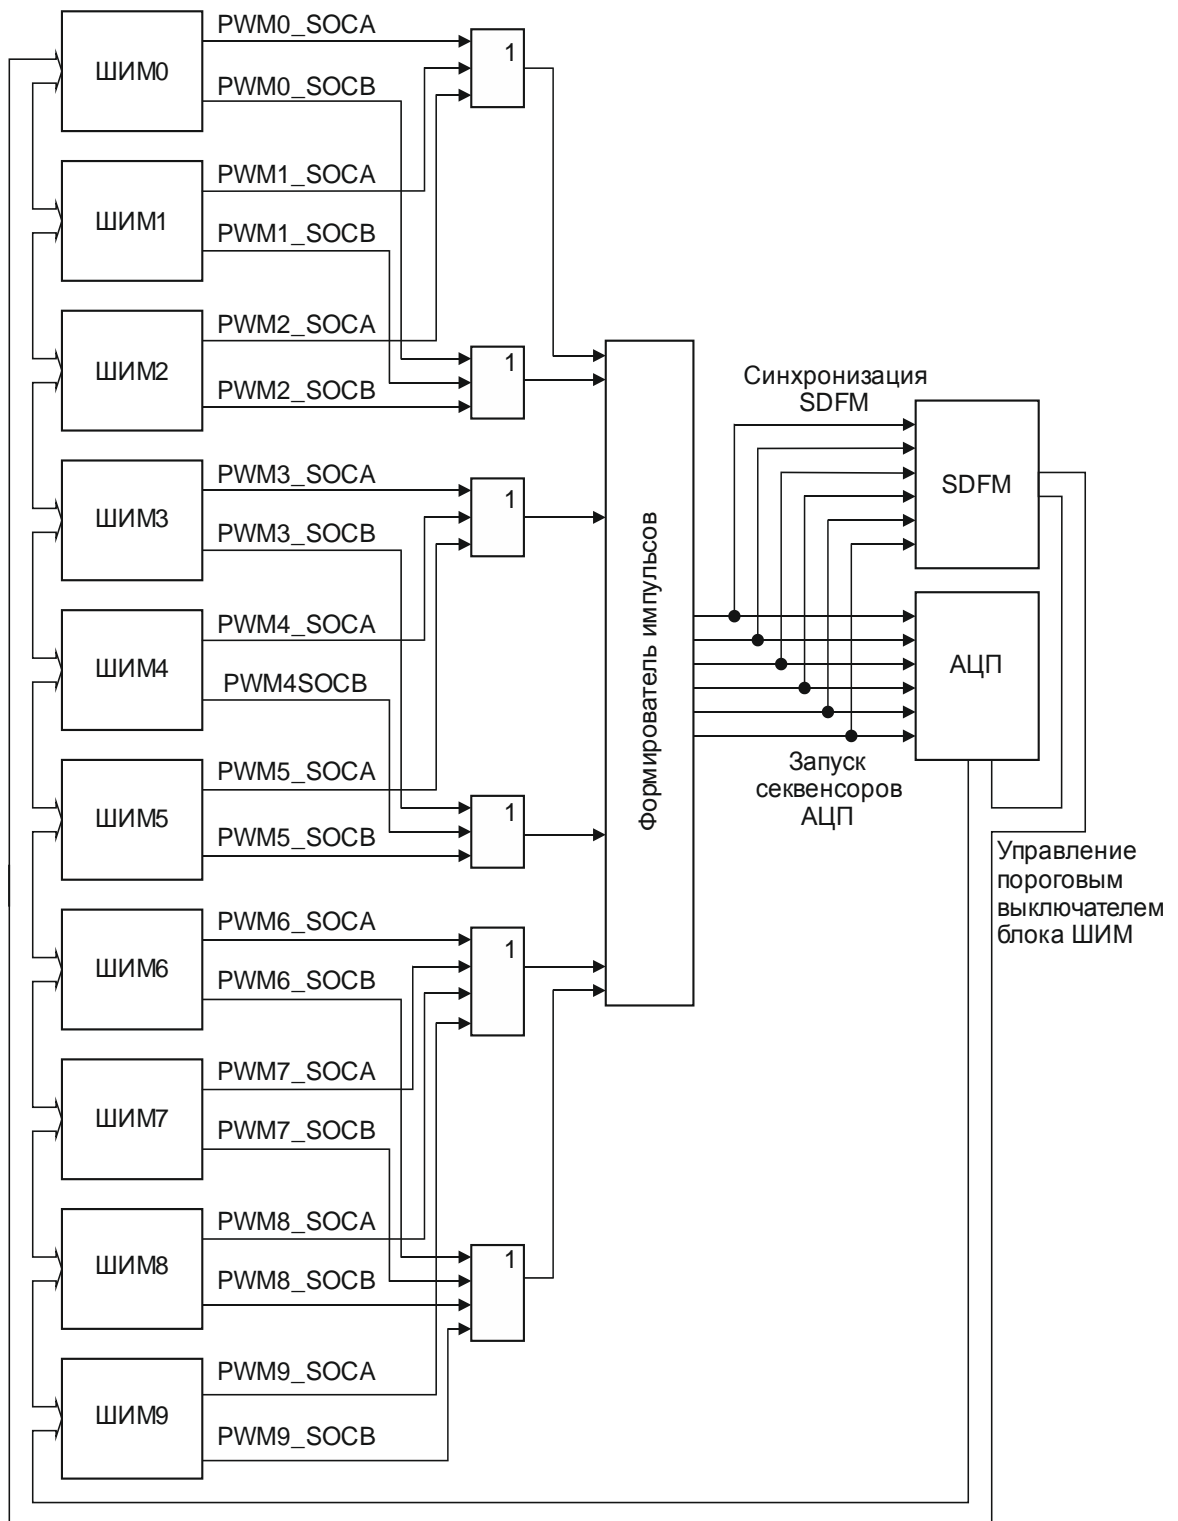 ШИМ0
PWM0_SOCA
PWM0_SOCB
1
ШИМ1
PWM1_SOCA
PWM1_SOCB
ШИМ2
PWM2_SOCA
PWM2_SOCB
1
ШИМ3
PWM3_SOCA
PWM3_SOCB
1
ШИМ4
PWM4_SOCA
PWM4SOCB
ШИМ5
PWM5_SOCA
PWM5_SOCB
1
ШИМ6
PWM6_SOCA
PWM6_SOCB
1
ШИМ7
PWM7_SOCA
PWM7_SOCB
ШИМ8
PWM8_SOCA
PWM8_SOCB
1
ШИМ9
PWM9_SOCA
PWM9_SOCB
Формирователь импульсов
Синхронизация
SDFM
SDFM
АЦП
Запуск
секвенсоров
АЦП
Управление
пороговым
выключателем
блока ШИМ